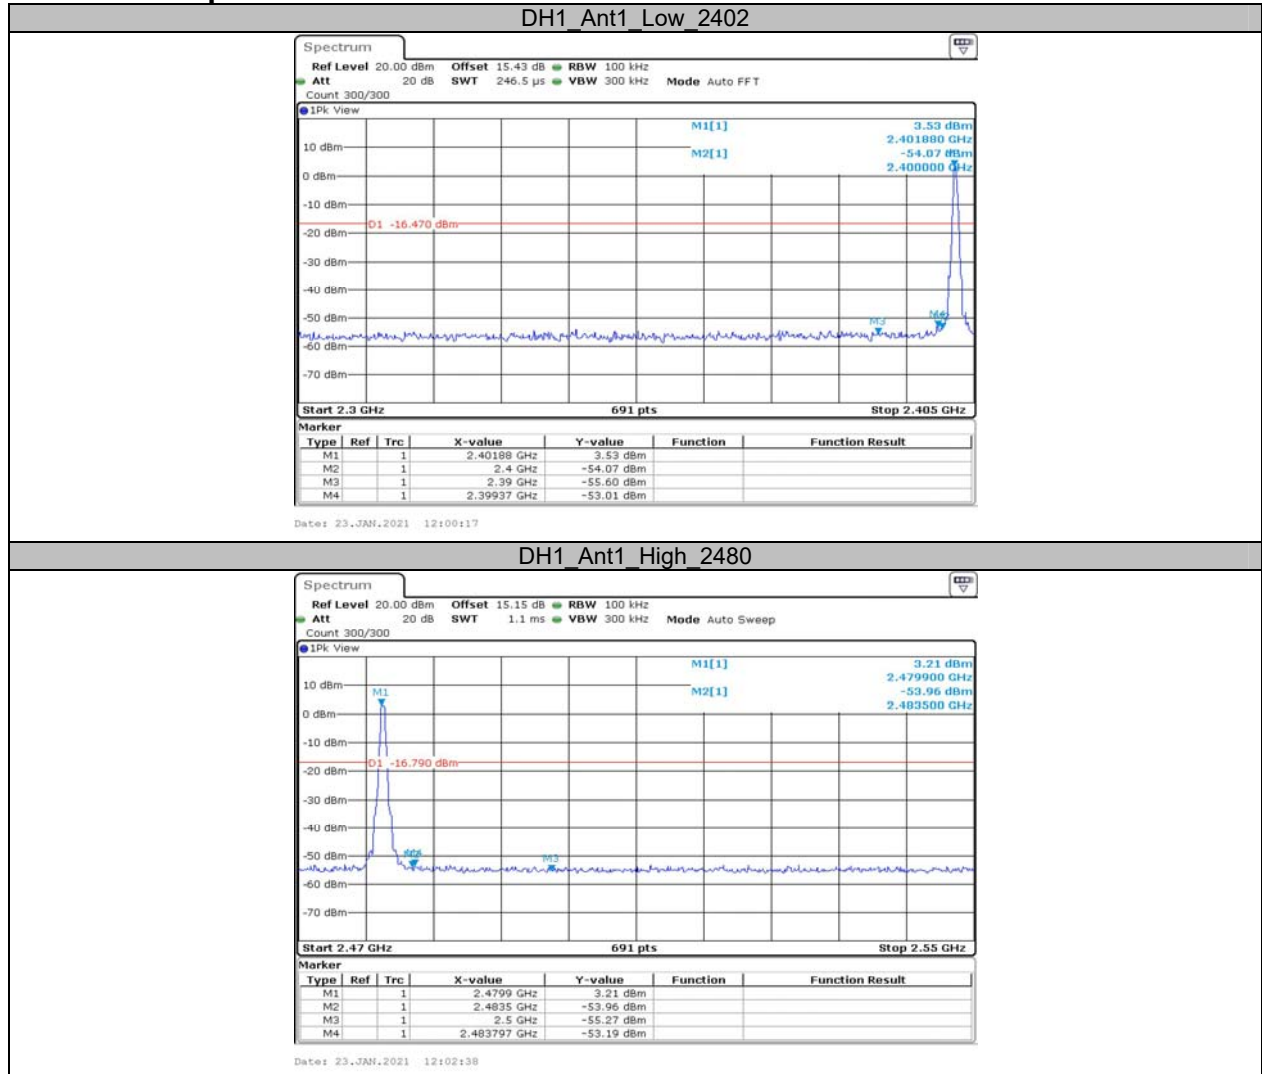 DH1_Ant1_Low_2402
Spectrum
Ref Level 20.00 dBm Offset 15.43 dB RBW 100 kHz
Att 20 dB SWT 246.5 µs VBW 300 kHz Mode Auto FFT
Count 300/300
1Pk View
M1[1] 3.53 dBm
2.401880 GHz
10 dBm
M2[1] -54.07 dBm
2.400000 GHz
0 dBm
-10 dBm
D1 -16.470 dBm
-20 dBm
-30 dBm
-40 dBm
-50 dBm
M3
-60 dBm
-70 dBm
Start 2.3 GHz 691 pts Stop 2.405 GHz
Marker
Type Ref Trc X-value Y-value Function Function Result
M1 1 2.40188 GHz 3.53 dBm
M2 1 2.4 GHz -54.07 dBm
M3 1 2.39 GHz -55.60 dBm
M4 1 2.39937 GHz -53.01 dBm
Date: 23.JAN.2021 12:00:17
DH1_Ant1_High_2480
Spectrum
Ref Level 20.00 dBm Offset 15.15 dB RBW 100 kHz
Att 20 dB SWT 1.1 ms VBW 300 kHz Mode Auto Sweep
Count 300/300
1Pk View
M1[1] 3.21 dBm
2.479900 GHz
10 dBm
M1 M2[1] -53.96 dBm
2.483500 GHz
0 dBm
-10 dBm
D1 -16.790 dBm
-20 dBm
-30 dBm
-40 dBm
-50 dBm
M3
-60 dBm
-70 dBm
Start 2.47 GHz 691 pts Stop 2.55 GHz
Marker
Type Ref Trc X-value Y-value Function Function Result
M1 1 2.4799 GHz 3.21 dBm
M2 1 2.4835 GHz -53.96 dBm
M3 1 2.5 GHz -55.27 dBm
M4 1 2.483797 GHz -53.19 dBm
Date: 23.JAN.2021 12:02:38